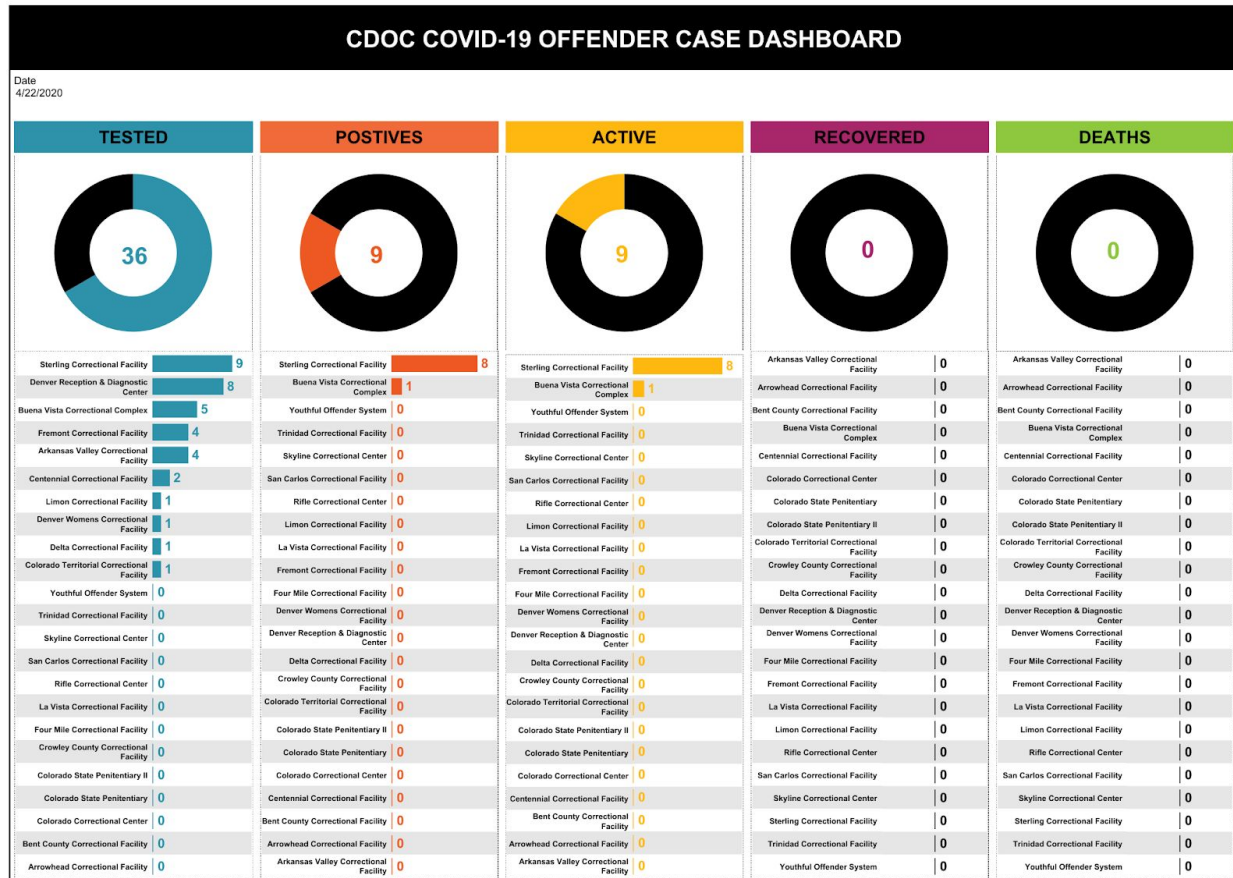 CDOC COVID-19 OFFENDER CASE DASHBOARD
Date
4/22/2020
TESTED
36
Sterling Correctional Facility 9
Denver Reception & Diagnostic
Center 8
Buena Vista Correctional Complex 5
Fremont Correctional Facility 4
Arkansas Valley Correctional
Facility 4
Centennial Correctional Facility 2
Limon Correctional Facility 1
Denver Womens Correctional
Facility 1
Delta Correctional Facility 1
Colorado Territorial Correctional
Facility 1
Youthful Offender System 0
Trinidad Correctional Facility 0
Skyline Correctional Center 0
San Carlos Correctional Facility 0
Rifle Correctional Center 0
La Vista Correctional Facility 0
Four Mile Correctional Facility 0
Crowley County Correctional
Facility 0
Colorado State Penitentiary II 0
Colorado State Penitentiary 0
Colorado Correctional Center 0
Bent County Correctional Facility 0
Arrowhead Correctional Facility 0
POSTIVES
9
Sterling Correctional Facility 8
Buena Vista Correctional
Complex 1
Youthful Offender System 0
Trinidad Correctional Facility 0
Skyline Correctional Center 0
San Carlos Correctional Facility 0
Rifle Correctional Center 0
Limon Correctional Facility 0
La Vista Correctional Facility 0
Fremont Correctional Facility 0
Four Mile Correctional Facility 0
Denver Womens Correctional
Facility 0
Denver Reception & Diagnostic
Center 0
Delta Correctional Facility 0
Crowley County Correctional
Facility 0
Colorado Territorial Correctional
Facility 0
Colorado State Penitentiary II 0
Colorado State Penitentiary 0
Colorado Correctional Center 0
Centennial Correctional Facility 0
Bent County Correctional Facility 0
Arrowhead Correctional Facility 0
Arkansas Valley Correctional
Facility 0
ACTIVE
9
Sterling Correctional Facility 8
Buena Vista Correctional
Complex 1
Youthful Offender System 0
Trinidad Correctional Facility 0
Skyline Correctional Center 0
San Carlos Correctional Facility 0
Rifle Correctional Center 0
Limon Correctional Facility 0
La Vista Correctional Facility 0
Fremont Correctional Facility 0
Four Mile Correctional Facility 0
Denver Womens Correctional
Facility 0
Denver Reception & Diagnostic
Center 0
Delta Correctional Facility 0
Crowley County Correctional
Facility 0
Colorado Territorial Correctional
Facility 0
Colorado State Penitentiary II 0
Colorado State Penitentiary 0
Colorado Correctional Center 0
Centennial Correctional Facility 0
Bent County Correctional
Facility 0
Arrowhead Correctional Facility 0
Arkansas Valley Correctional
Facility 0
RECOVERED
0
Arkansas Valley Correctional
Facility 0
Arrowhead Correctional Facility 0
Bent County Correctional Facility 0
Buena Vista Correctional
Complex 0
Centennial Correctional Facility 0
Colorado Correctional Center 0
Colorado State Penitentiary 0
Colorado State Penitentiary II 0
Colorado Territorial Correctional
Facility 0
Crowley County Correctional
Facility 0
Delta Correctional Facility 0
Denver Reception & Diagnostic
Center 0
Denver Womens Correctional
Facility 0
Four Mile Correctional Facility 0
Fremont Correctional Facility 0
La Vista Correctional Facility 0
Limon Correctional Facility 0
Rifle Correctional Center 0
San Carlos Correctional Facility 0
Skyline Correctional Center 0
Sterling Correctional Facility 0
Trinidad Correctional Facility 0
Youthful Offender System 0
DEATHS
0
Arkansas Valley Correctional
Facility 0
Arrowhead Correctional Facility 0
Bent County Correctional Facility 0
Buena Vista Correctional
Complex 0
Centennial Correctional Facility 0
Colorado Correctional Center 0
Colorado State Penitentiary 0
Colorado State Penitentiary II 0
Colorado Territorial Correctional
Facility 0
Crowley County Correctional
Facility 0
Delta Correctional Facility 0
Denver Reception & Diagnostic
Center 0
Denver Womens Correctional
Facility 0
Four Mile Correctional Facility 0
Fremont Correctional Facility 0
La Vista Correctional Facility 0
Limon Correctional Facility 0
Rifle Correctional Center 0
San Carlos Correctional Facility 0
Skyline Correctional Center 0
Sterling Correctional Facility 0
Trinidad Correctional Facility 0
Youthful Offender System 0